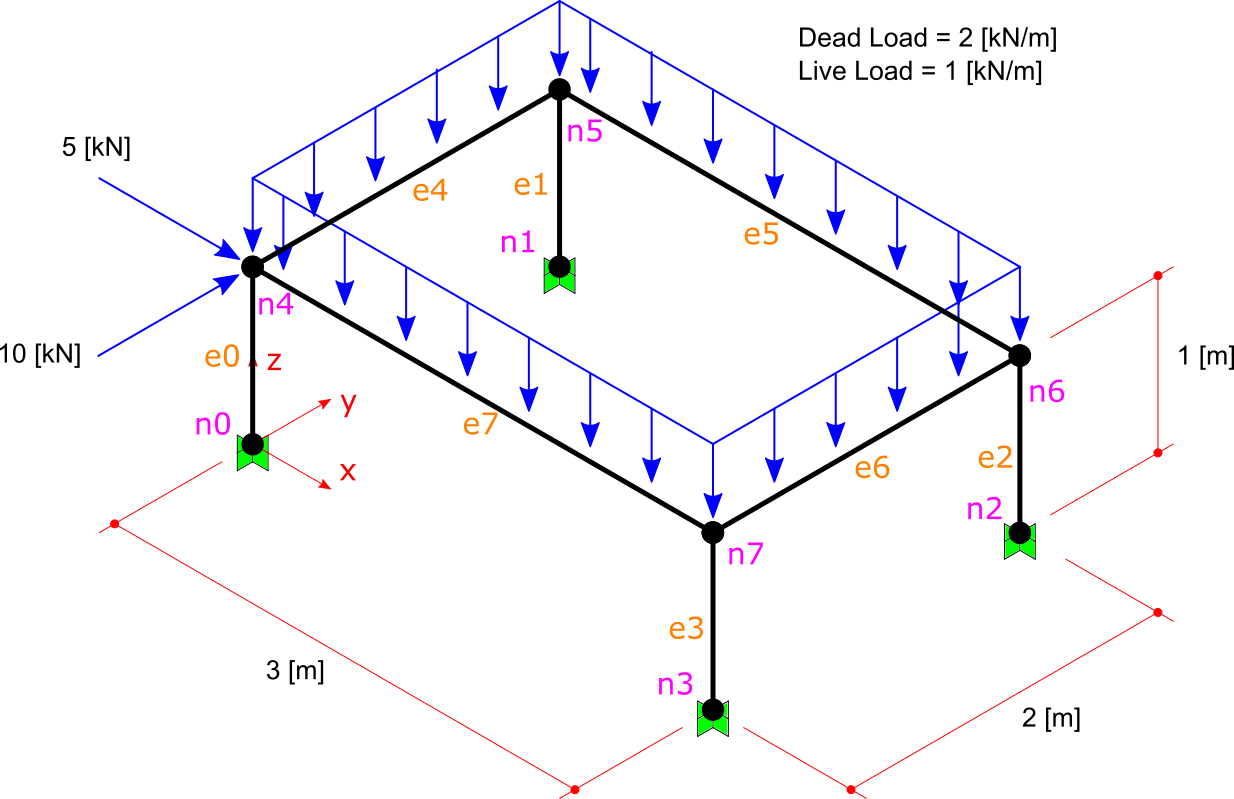 Dead Load = 2 [kN/m]
Live Load = 1 [kN/m]
5 [kN]
n5
e4
e1
e5
n1
n4
10 [kN]
e0
z
1 [m]
n6
y
n0
e7
x
e6
e2
n2
n7
e3
3 [m]
n3
2 [m]